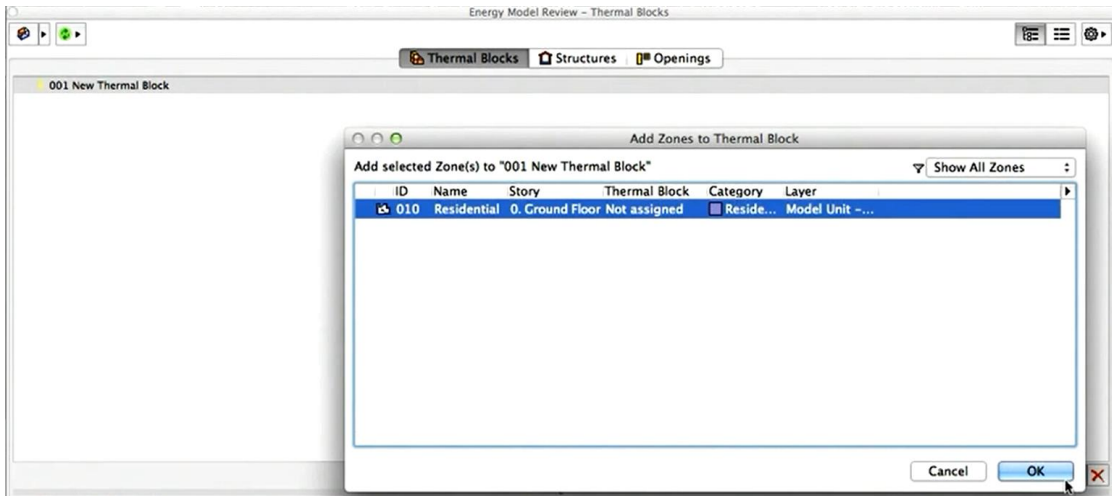 Energy Model Review – Thermal Blocks
Thermal Blocks Structures Openings
001 New Thermal Block
Add Zones to Thermal Block
Add selected Zone(s) to "001 New Thermal Block" Show All Zones
ID Name Story Thermal Block Category Layer
010 Residential 0. Ground Floor Not assigned Reside... Model Unit -...
Cancel OK